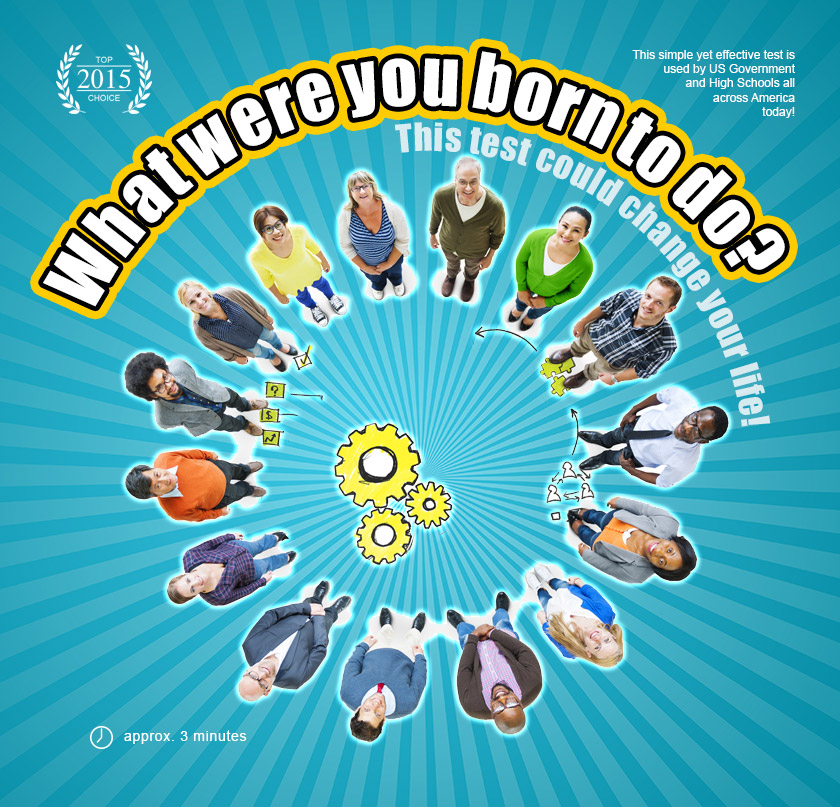 TOP
2015
CHOICE
This simple yet effective test is
used by US Government
and High Schools all
across America
today!
What were you born to do?
This test could change your life!
?
$
approx. 3 minutes